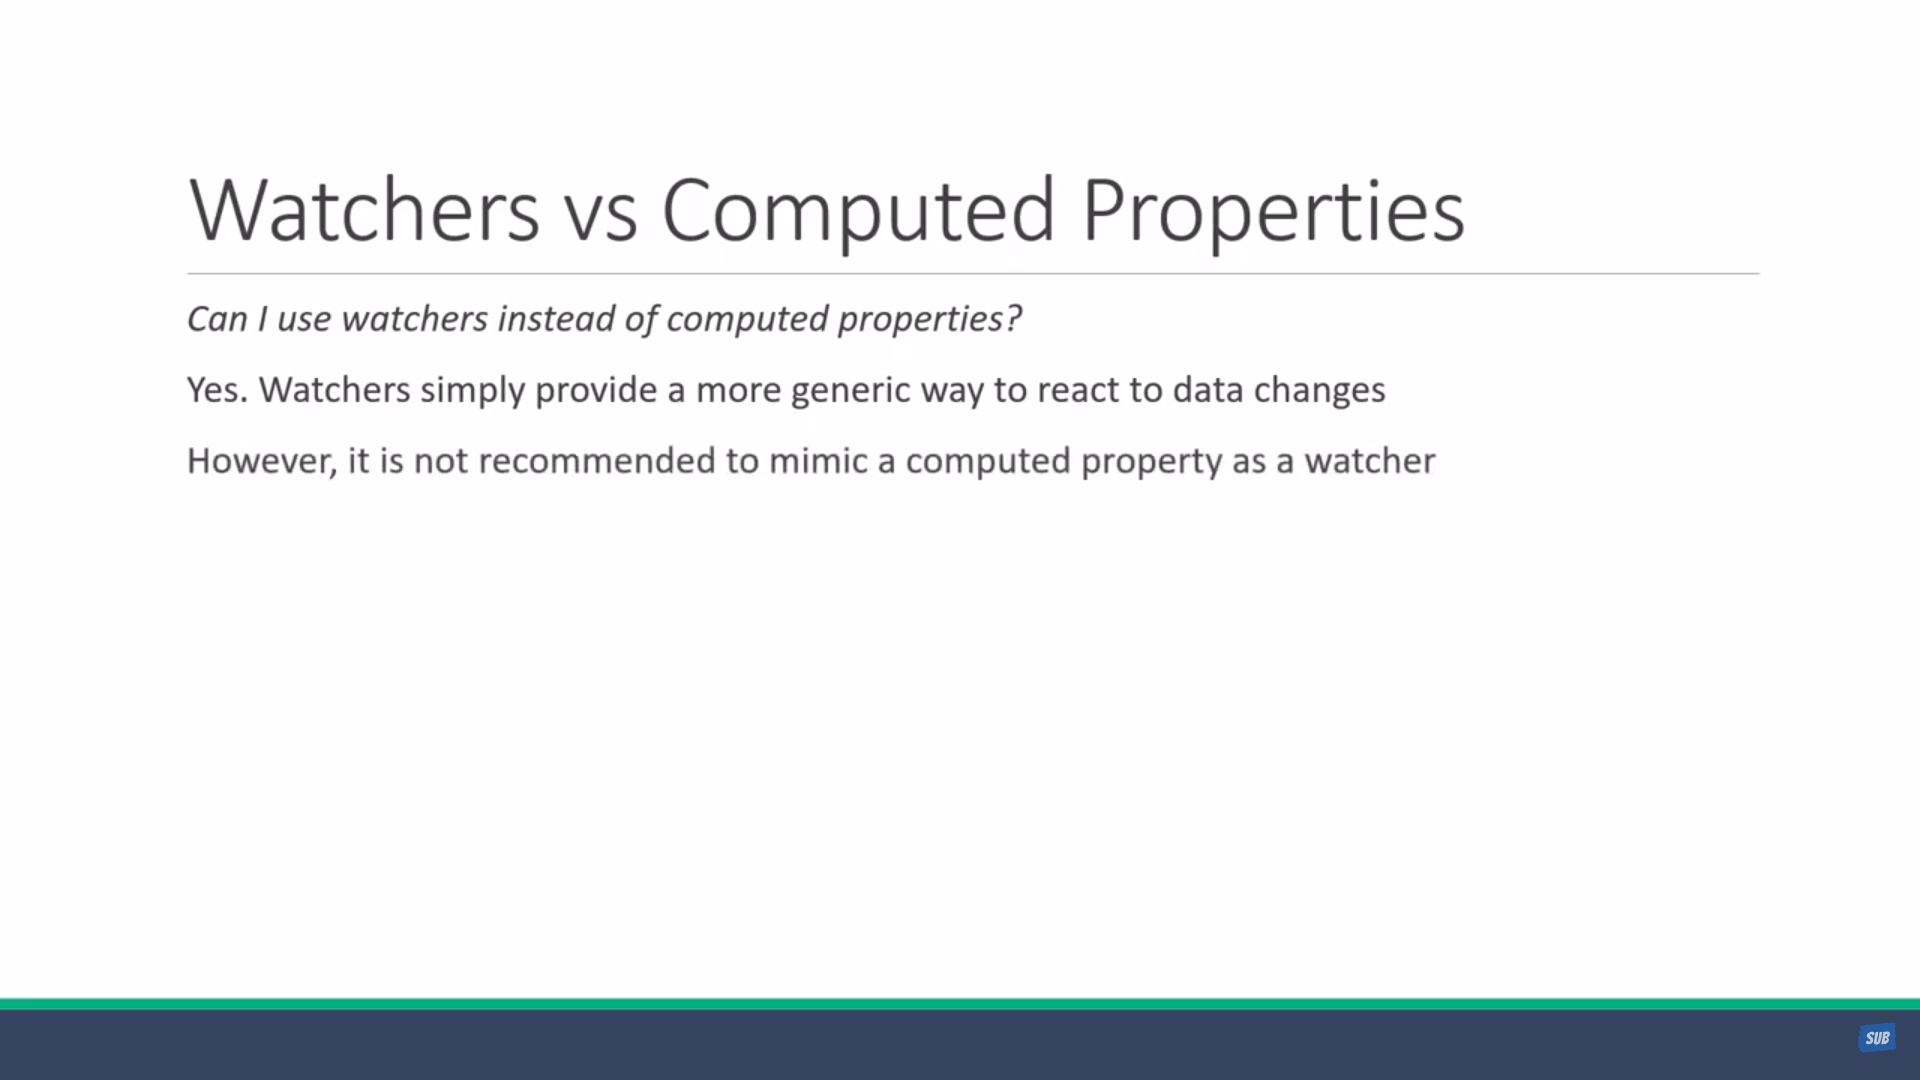 Watchers vs Computed Properties
Can I use watchers instead of computed properties?
Yes. Watchers simply provide a more generic way to react to data changes
However, it is not recommended to mimic a computed property as a watcher
SUB